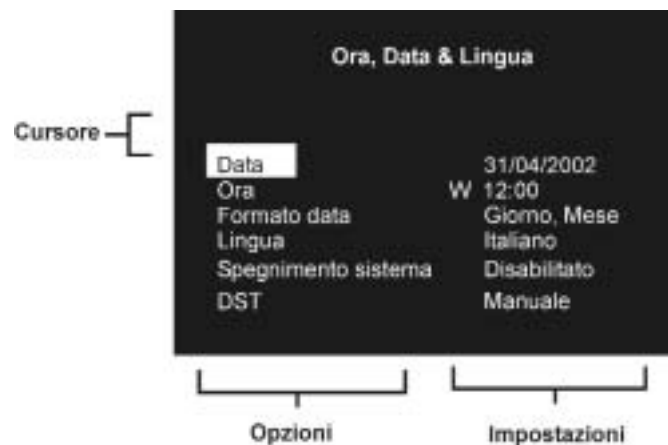 Ora, Data & Lingua
Cursore
Data 31/04/2002
Ora W 12:00
Formato data Giorno, Mese
Lingua Italiano
Spegnimento sistema Disabilitato
DST Manuale
Opzioni Impostazioni